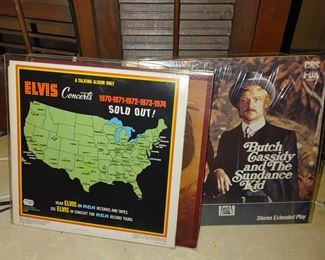 A TALKING ALBUM ONLY
ELVIS
Concerts
1970-1971-1972-1973-1974
SOLD OUT!
HEAR ELVIS ON RCA RECORDS AND TAPES
SEE ELVIS IN CONCERT FOR RCA RECORD TOURS
CBS
FOX
Butch
Cassidy
and The
Sundance
Kid
Stereo Extended Play